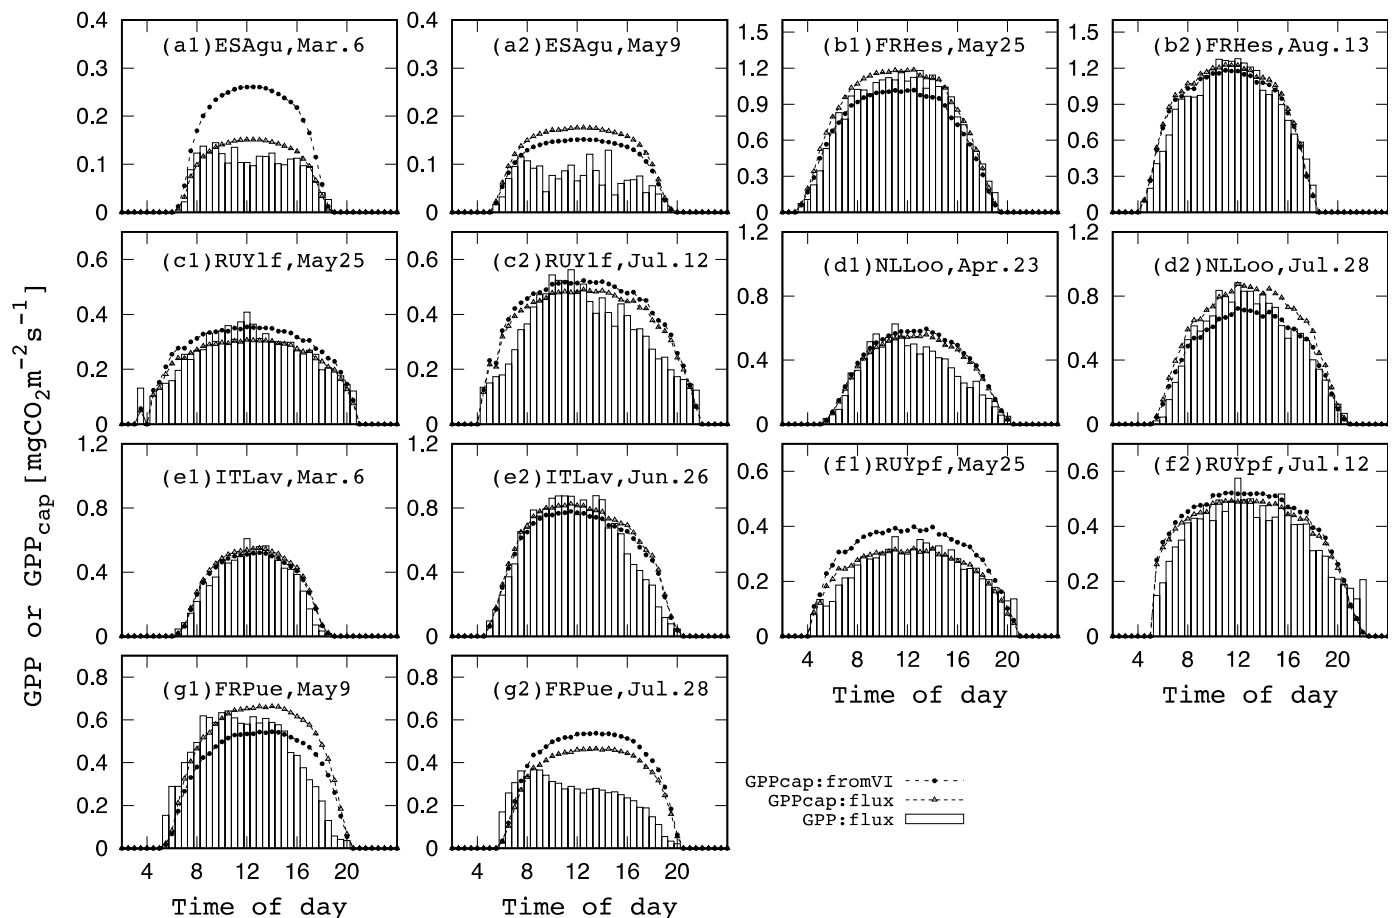 GPP or GPPcap [mgCO2m−2s−1]
0.4
0.3
0.2
0.1
0
(a1)ESAgu,Mar.6
0.4
0.3
0.2
0.1
0
(a2)ESAgu,May9
1.5
1.2
0.9
0.6
0.3
0
(b1)FRHes,May25
1.5
1.2
0.9
0.6
0.3
0
(b2)FRHes,Aug.13
0.6
0.4
0.2
0
(c1)RUYlf,May25
0.6
0.4
0.2
0
(c2)RUYlf,Jul.12
1.2
0.8
0.4
0
(d1)NLLoo,Apr.23
1.2
0.8
0.4
0
(d2)NLLoo,Jul.28
1.2
0.8
0.4
0
(e1)ITLav,Mar.6
1.2
0.8
0.4
0
(e2)ITLav,Jun.26
0.6
0.4
0.2
0
(f1)RUYpf,May25
4 8 12 16 20
Time of day
0.6
0.4
0.2
0
(f2)RUYpf,Jul.12
4 8 12 16 20
Time of day
0.8
0.6
0.4
0.2
0
(g1)FRPue,May9
4 8 12 16 20
Time of day
0.8
0.6
0.4
0.2
0
(g2)FRPue,Jul.28
4 8 12 16 20
Time of day
GPPcap:fromVI
GPPcap:flux
GPP:flux